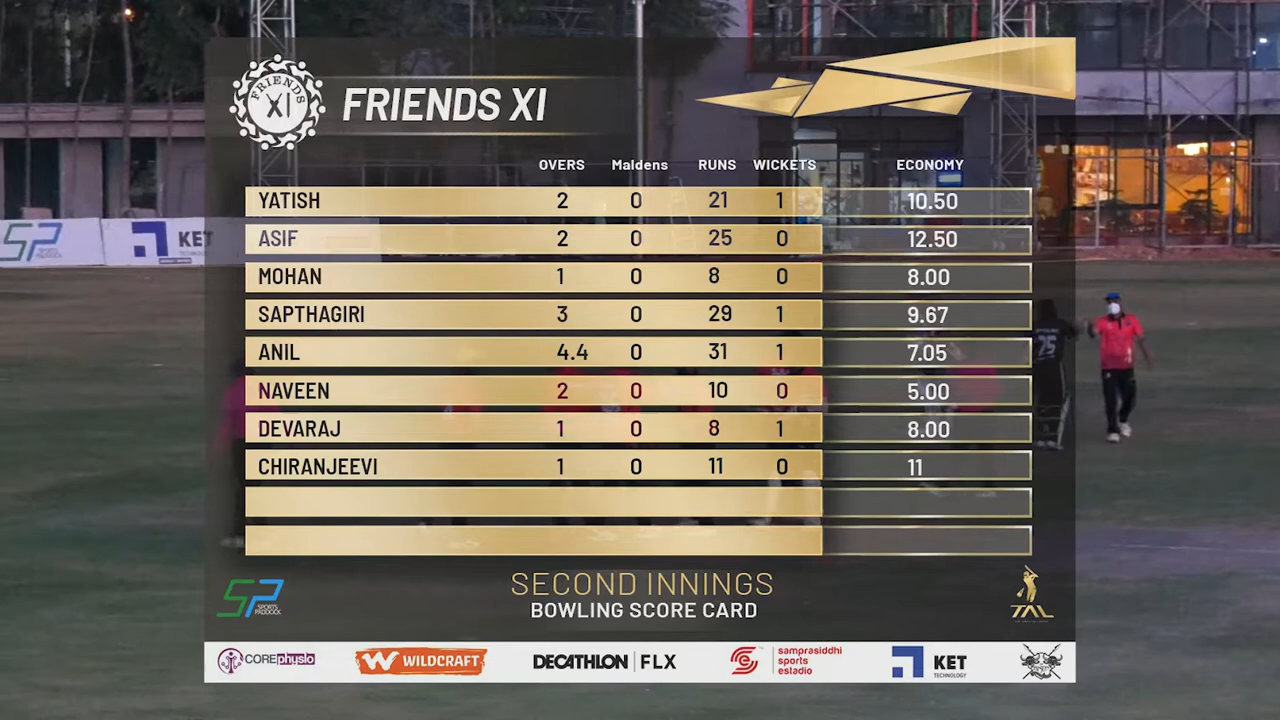 FRIENDS XI
FRIENDS XI
OVERS Maidens RUNS WICKETS ECONOMY
YATISH 2 0 21 1 10.50
ASIF 2 0 25 0 12.50
MOHAN 1 0 8 0 8.00
SAPTHAGIRI 3 0 29 1 9.67
ANIL 4.4 0 31 1 7.05
NAVEEN 2 0 10 0 5.00
DEVARAJ 1 0 8 1 8.00
CHIRANJEEVI 1 0 11 0 11
SP KET
25
SECOND INNINGS
BOWLING SCORE CARD
SP SPORTS PADDOCK
TAL
COREphysio
WILDCRAFT
DECATHLON | FLX
samprasiddhi
sports
estadio
KET
TECHNOLOGY